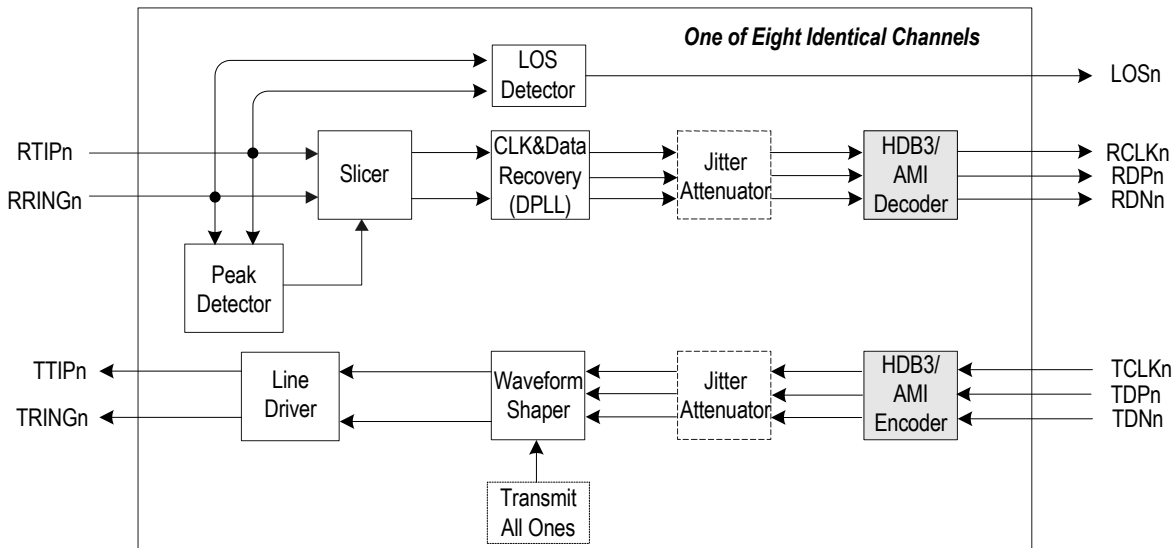 One of Eight Identical Channels
LOS
Detector
LOSn
RTIPn
RRINGn
Slicer
CLK&Data
Recovery
(DPLL)
Jitter
Attenuator
HDB3/
AMI
Decoder
RCLKn
RDPn
RDNn
Peak
Detector
TTIPn
TRINGn
Line
Driver
Waveform
Shaper
Jitter
Attenuator
HDB3/
AMI
Encoder
TCLKn
TDPn
TDNn
Transmit
All Ones